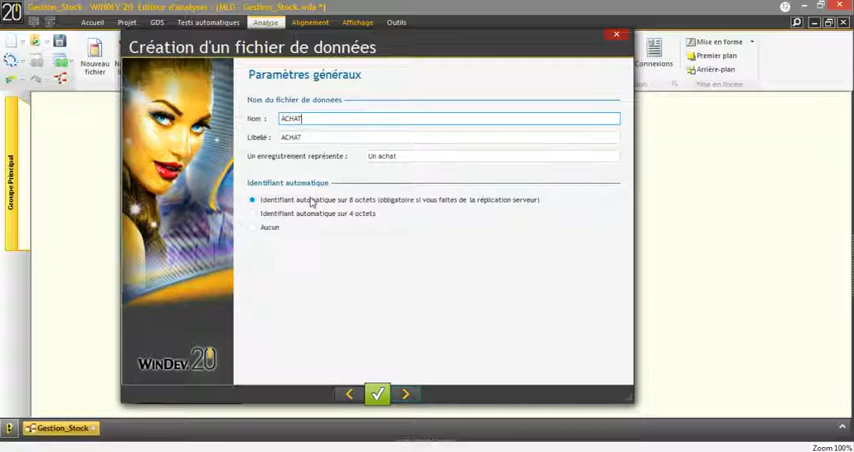 20 Gestion_Stock - WINDEV 20 Editeur d'analyses - [MLD - Gestion_Stock.wda *]
Accueil Projet GDS Tests automatiques Analyse Alignement Affichage Outils
Nouveau fichier
Connexions
Mise en forme
Premier plan
Arrière-plan
Mise en forme
Groupe Principal
Création d'un fichier de données
Paramètres généraux
Nom du fichier de données
Nom : ACHAT
Libellé : ACHAT
Un enregistrement représente : Un achat
Identifiant automatique
Identifiant automatique sur 8 octets (obligatoire si vous faites de la réplication serveur)
Identifiant automatique sur 4 octets
Aucun
WINDEV 20
Gestion_Stock
Zoom 100%